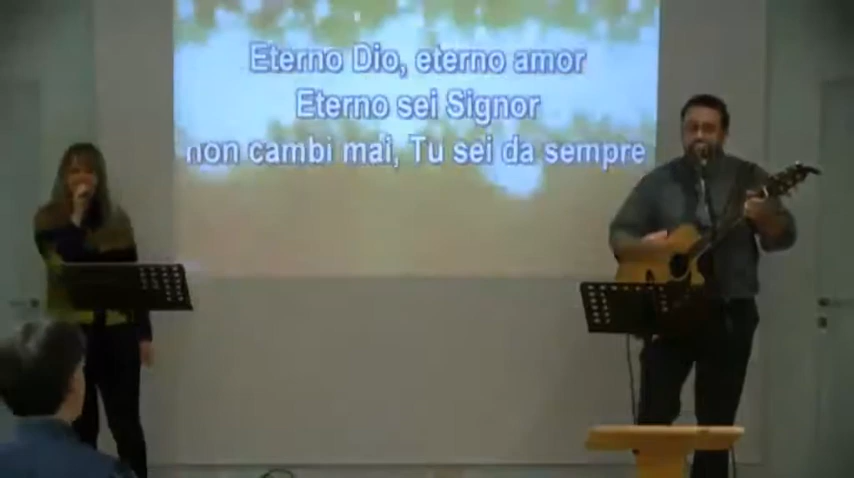 Eterno Dio, eterno amor
Eterno sei Signor
non cambi mai, Tu sei da sempre